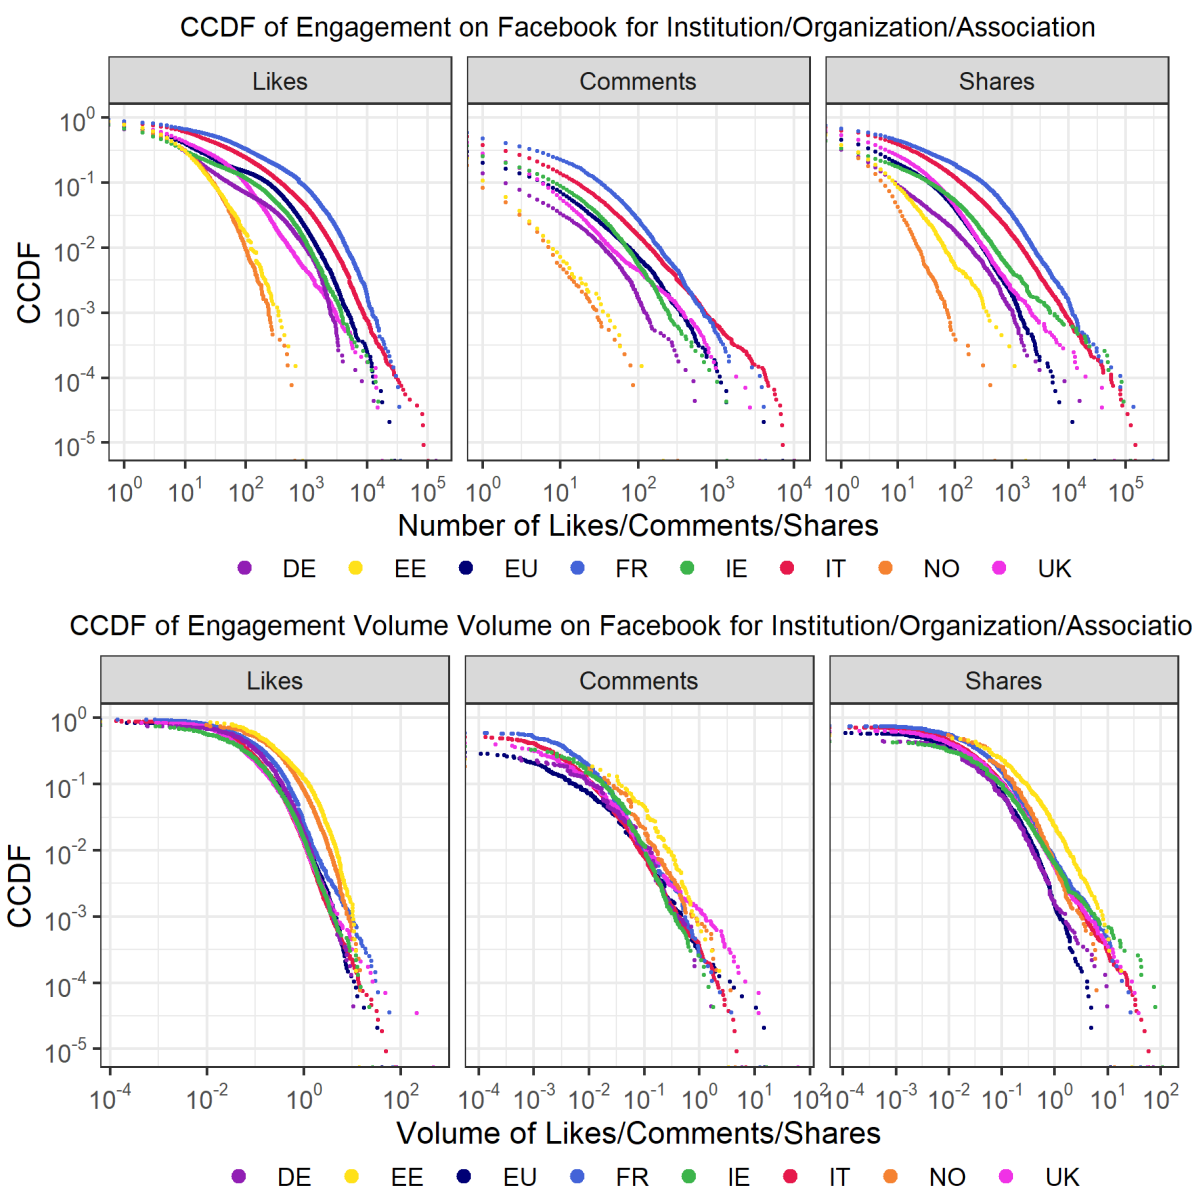 CCDF of Engagement on Facebook for Institution/Organization/Association
Likes Comments Shares
10^0
10^-1
10^-2
10^-3
10^-4
10^-5
CCDF
10^0 10^1 10^2 10^3 10^4 10^5 10^0 10^1 10^2 10^3 10^4 10^0 10^1 10^2 10^3 10^4 10^5
Number of Likes/Comments/Shares
DE EE EU FR IE IT NO UK
CCDF of Engagement Volume Volume on Facebook for Institution/Organization/Associatio
Likes Comments Shares
10^0
10^-1
10^-2
10^-3
10^-4
10^-5
CCDF
10^-4 10^-2 10^0 10^2 10^-4 10^-3 10^-2 10^-1 10^0 10^1 10^-4 10^-3 10^-2 10^-1 10^0 10^1 10^2
Volume of Likes/Comments/Shares
DE EE EU FR IE IT NO UK